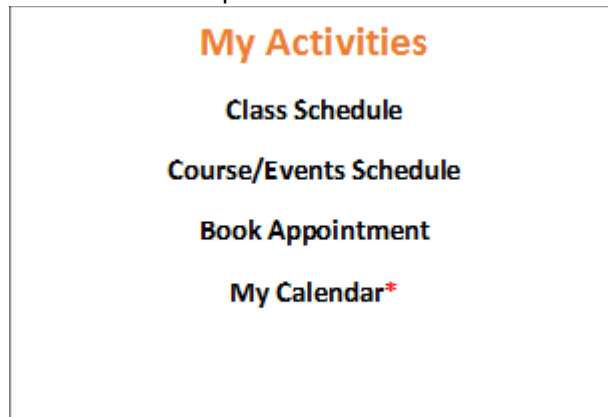 My Activities
Class Schedule
Course/Events Schedule
Book Appointment
My Calendar*